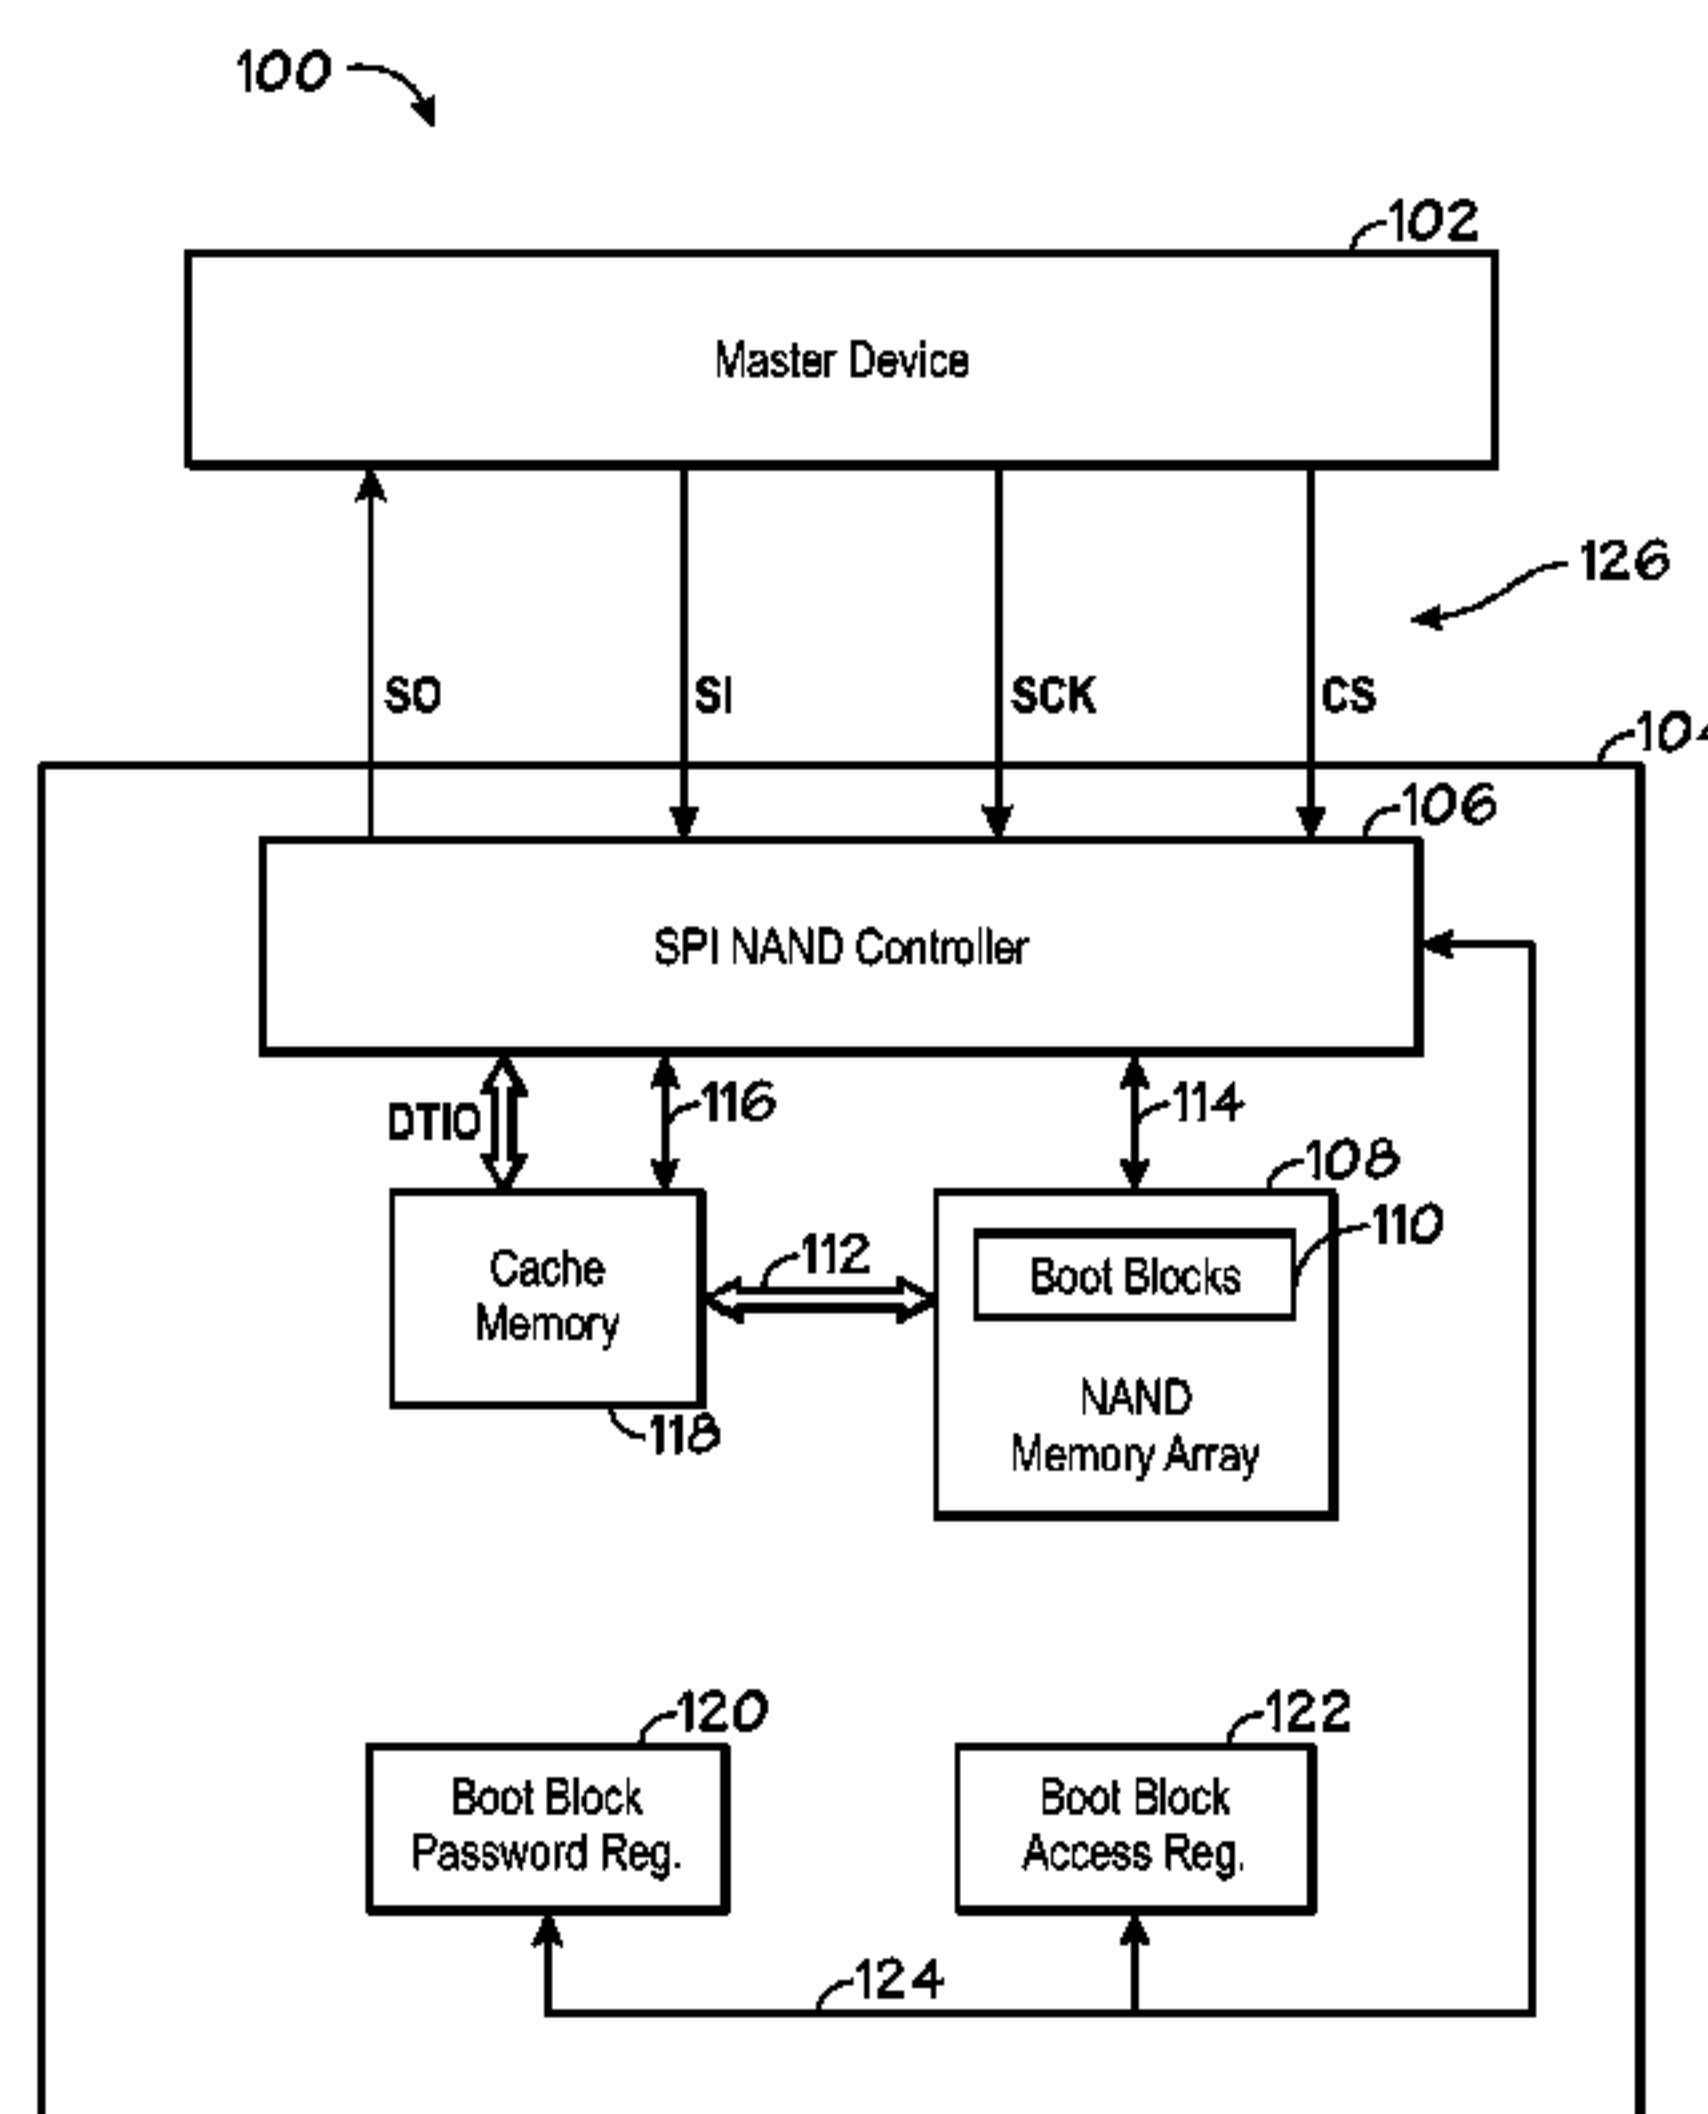 100
102
Master Device
126
SO
SI
SCK
CS
104
106
SPI NAND Controller
DTIO
116
114
108
110
Boot Blocks
112
Cache
Memory
NAND
Memory Array
118
120
122
Boot Block
Password Reg.
Boot Block
Access Reg.
124